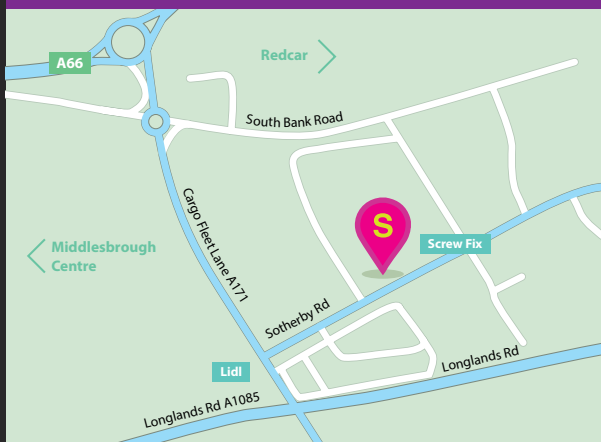 A66
Redcar
South Bank Road
Cargo Fleet Lane A171
S
Screw Fix
Middlesbrough
Centre
Sotherby Rd
Lidl
Longlands Rd
Longlands Rd A1085